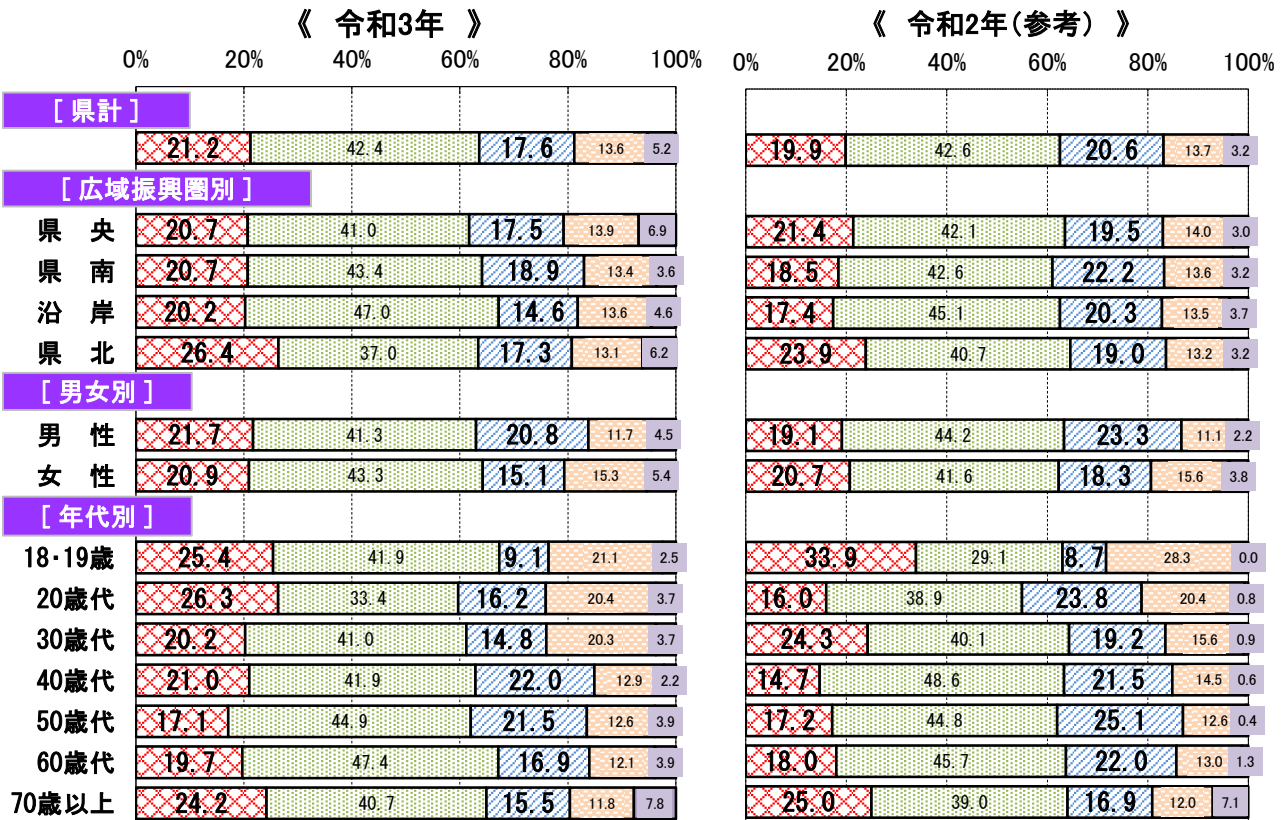 《 令和3年 》 《 令和2年(参考) 》
0% 20% 40% 60% 80% 100% 0% 20% 40% 60% 80% 100%
[ 県計 ]
21.2 42.4 17.6 13.6 5.2 19.9 42.6 20.6 13.7 3.2
[ 広域振興圏別 ]
県 央 20.7 41.0 17.5 13.9 6.9 21.4 42.1 19.5 14.0 3.0
県 南 20.7 43.4 18.9 13.4 3.6 18.5 42.6 22.2 13.6 3.2
沿 岸 20.2 47.0 14.6 13.6 4.6 17.4 45.1 20.3 13.5 3.7
県 北 26.4 37.0 17.3 13.1 6.2 23.9 40.7 19.0 13.2 3.2
[ 男女別 ]
男 性 21.7 41.3 20.8 11.7 4.5 19.1 44.2 23.3 11.1 2.2
女 性 20.9 43.3 15.1 15.3 5.4 20.7 41.6 18.3 15.6 3.8
[ 年代別 ]
18・19歳 25.4 41.9 9.1 21.1 2.5 33.9 29.1 8.7 28.3 0.0
20歳代 26.3 33.4 16.2 20.4 3.7 16.0 38.9 23.8 20.4 0.8
30歳代 20.2 41.0 14.8 20.3 3.7 24.3 40.1 19.2 15.6 0.9
40歳代 21.0 41.9 22.0 12.9 2.2 14.7 48.6 21.5 14.5 0.6
50歳代 17.1 44.9 21.5 12.6 3.9 17.2 44.8 25.1 12.6 0.4
60歳代 19.7 47.4 16.9 12.1 3.9 18.0 45.7 22.0 13.0 1.3
70歳以上 24.2 40.7 15.5 11.8 7.8 25.0 39.0 16.9 12.0 7.1